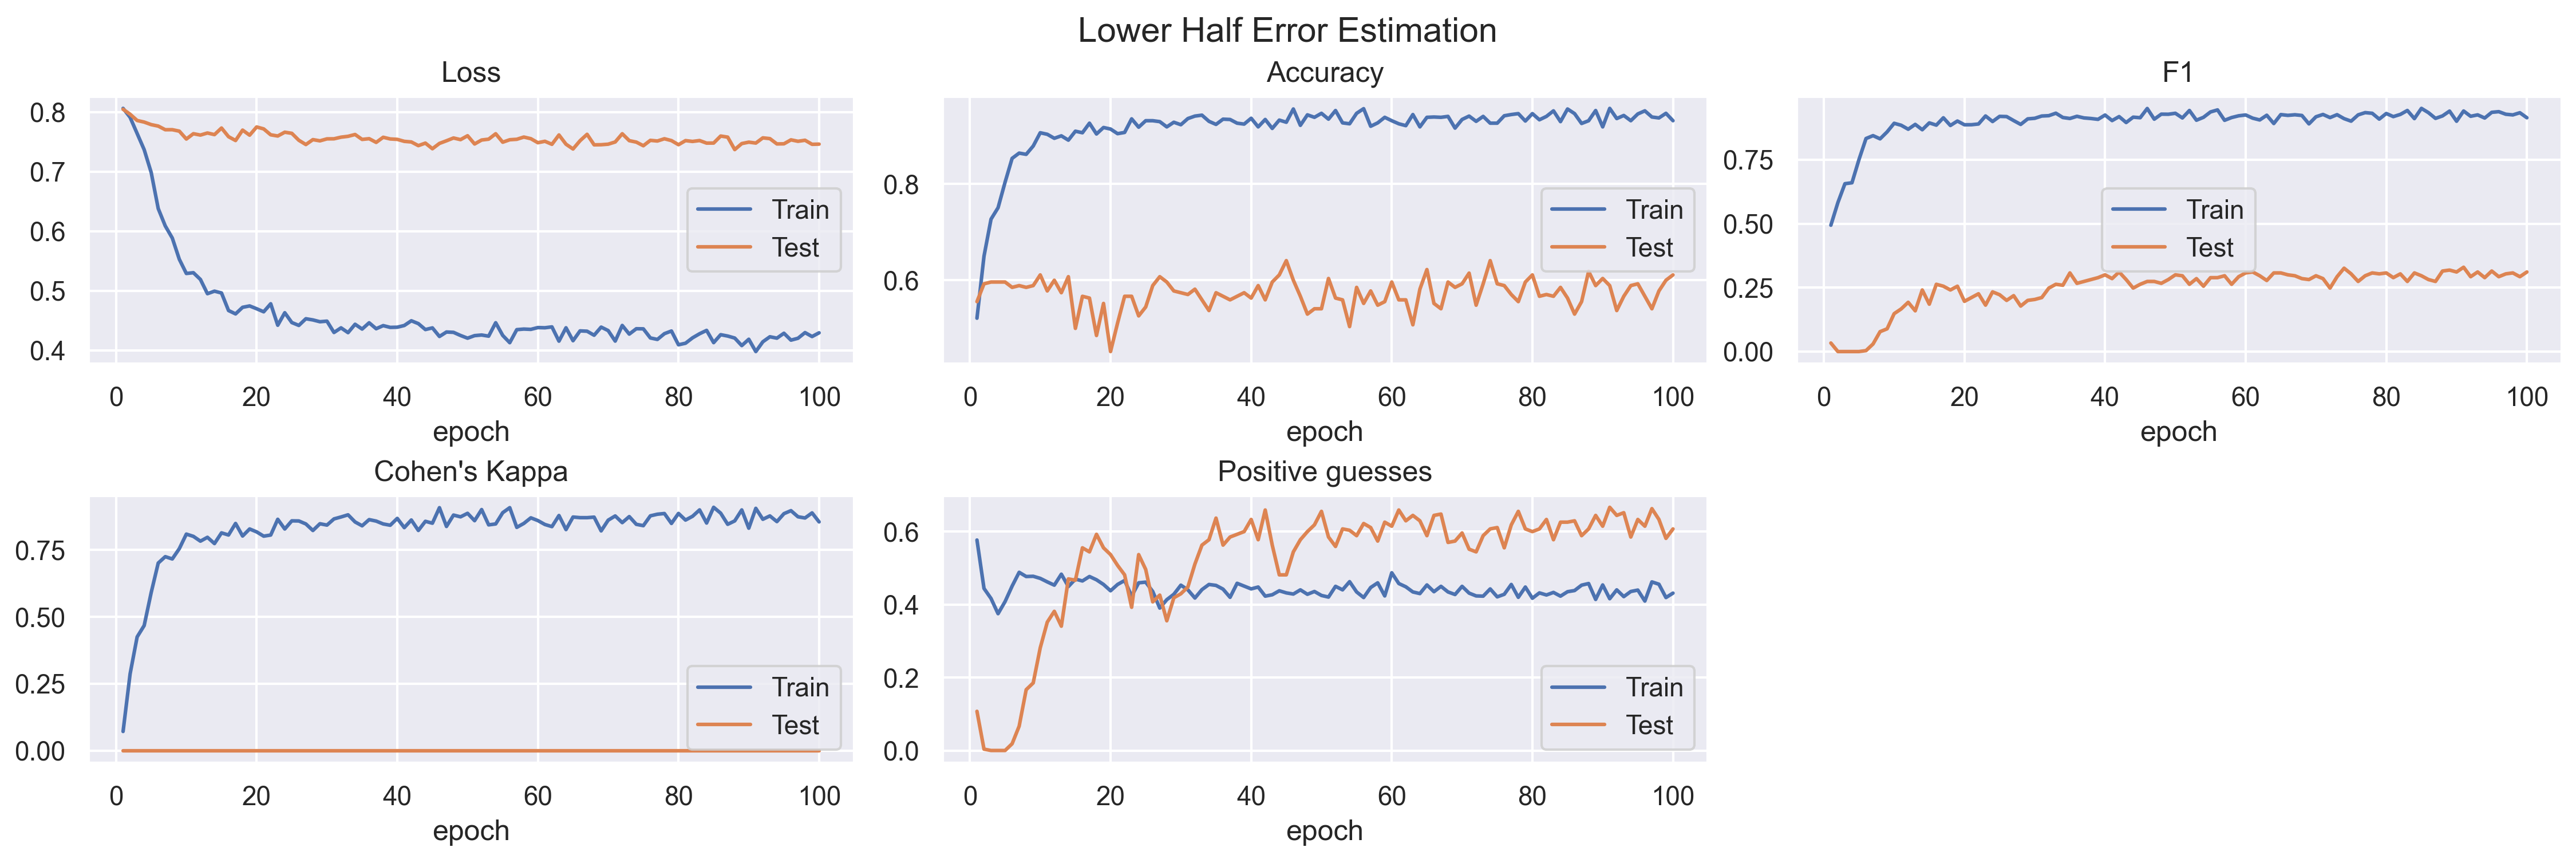 Lower Half Error Estimation
Loss
0.8
0.7
0.6
0.5
0.4
Train
Test
0 20 40 60 80 100
epoch
Accuracy
0.8
0.6
Train
Test
0 20 40 60 80 100
epoch
F1
0.75
0.50
0.25
0.00
Train
Test
0 20 40 60 80 100
epoch
Cohen's Kappa
0.75
0.50
0.25
0.00
Train
Test
0 20 40 60 80 100
epoch
Positive guesses
0.6
0.4
0.2
0.0
Train
Test
0 20 40 60 80 100
epoch